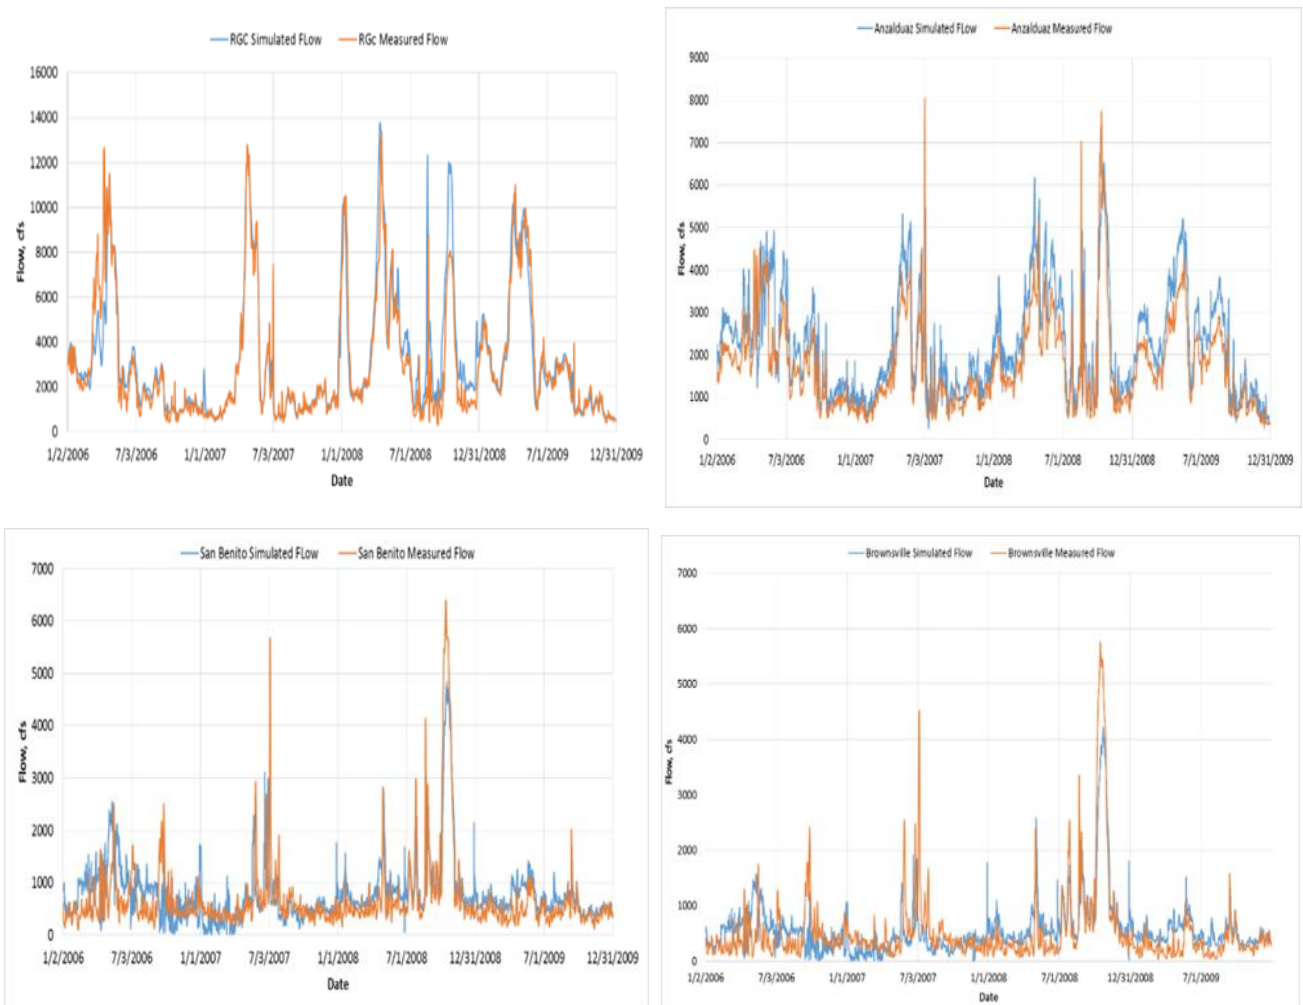 RGC Simulated FLow RGc Measured Flow
16000
14000
12000
10000
8000
6000
4000
2000
0
Flow, cfs
1/2/2006 7/3/2006 1/1/2007 7/3/2007 1/1/2008 7/1/2008 12/31/2008 7/1/2009 12/31/2009
Date
Anzalduaz Simulated FLow Anzalduaz Measured Flow
9000
8000
7000
6000
5000
4000
3000
2000
1000
0
Flow, cfs
1/2/2006 7/3/2006 1/1/2007 7/3/2007 1/1/2008 7/1/2008 12/31/2008 7/1/2009 12/31/2009
Date
San Benito Simulated FLow San Benito Measured Flow
7000
6000
5000
4000
3000
2000
1000
0
Flow, cfs
1/2/2006 7/3/2006 1/1/2007 7/3/2007 1/1/2008 7/1/2008 12/31/2008 7/1/2009 12/31/2009
Date
Brownsville Simulated Flow Brownsville Measured Flow
7000
6000
5000
4000
3000
2000
1000
0
Flow, cfs
1/2/2006 7/3/2006 1/1/2007 7/3/2007 1/1/2008 7/1/2008 12/31/2008 7/1/2009
Date